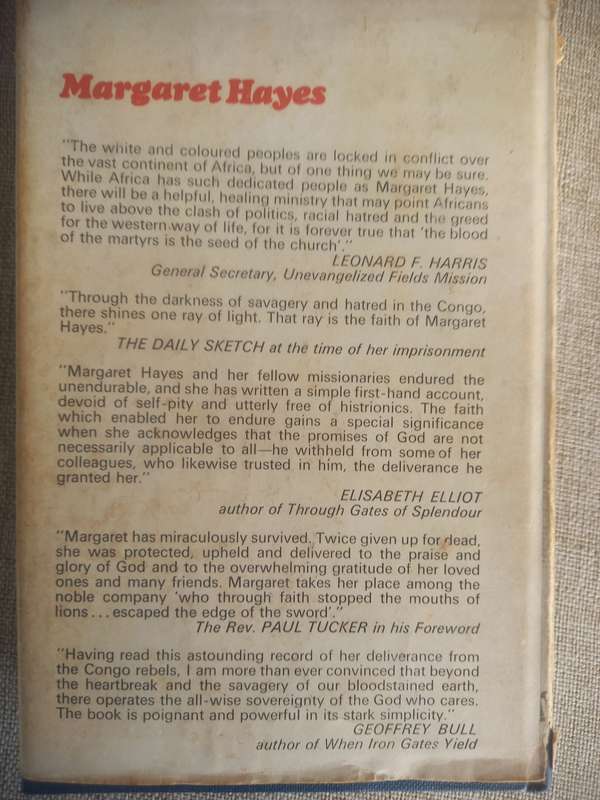 Margaret Hayes
"The white and coloured peoples are locked in conflict over
the vast continent of Africa, but of one thing we may be sure.
While Africa has such dedicated people as Margaret Hayes,
there will be a helpful, healing ministry that may point Africans
to live above the clash of politics, racial hatred and the greed
for the western way of life, for it is forever true that 'the blood
of the martyrs is the seed of the church'."
LEONARD F. HARRIS
General Secretary, Unevangelized Fields Mission
"Through the darkness of savagery and hatred in the Congo,
there shines one ray of light. That ray is the faith of Margaret
Hayes."
THE DAILY SKETCH at the time of her imprisonment
"Margaret Hayes and her fellow missionaries endured the
unendurable, and she has written a simple first-hand account,
devoid of self-pity and utterly free of histrionics. The faith
which enabled her to endure gains a special significance
when she acknowledges that the promises of God are not
necessarily applicable to all—he withheld from some of her
colleagues, who likewise trusted in him, the deliverance he
granted her."
ELISABETH ELLIOT
author of Through Gates of Splendour
"Margaret has miraculously survived. Twice given up for dead,
she was protected, upheld and delivered to the praise and
glory of God and to the overwhelming gratitude of her loved
ones and many friends. Margaret takes her place among the
noble company 'who through faith stopped the mouths of
lions . . . escaped the edge of the sword'."
The Rev. PAUL TUCKER in his Foreword
"Having read this astounding record of her deliverance from
the Congo rebels, I am more than ever convinced that beyond
the heartbreak and the savagery of our bloodstained earth,
there operates the all-wise sovereignty of the God who cares.
The book is poignant and powerful in its stark simplicity."
GEOFFREY BULL
author of When Iron Gates Yield